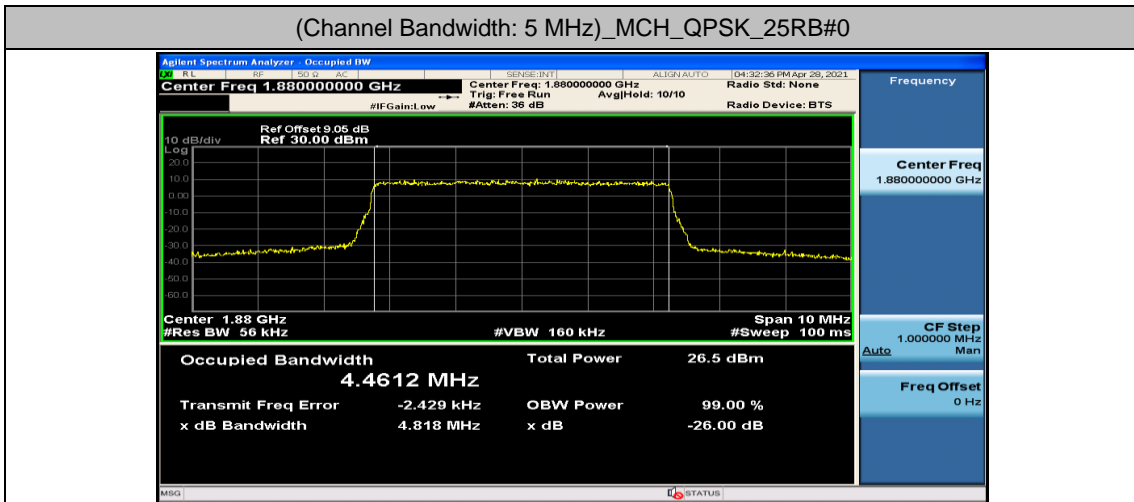 (Channel Bandwidth: 5 MHz)_MCH_QPSK_25RB#0
Agilent Spectrum Analyzer - Occupied BW
LXI RL RF 50 Ω AC SENSE:INT ALIGN AUTO 04:32:36 PM Apr 28, 2021
Center Freq 1.880000000 GHz
Center Freq: 1.880000000 GHz
Radio Std: None
Trig: Free Run Avg|Hold: 10/10
#IFGain:Low #Atten: 36 dB Radio Device: BTS
Frequency
Ref Offset 9.05 dB
10 dB/div Ref 30.00 dBm
Log
20.0
10.0
0.00
-10.0
-20.0
-30.0
-40.0
-50.0
-60.0
Center Freq
1.880000000 GHz
Center 1.88 GHz Span 10 MHz
#Res BW 56 kHz #VBW 160 kHz #Sweep 100 ms
CF Step
1.000000 MHz
Auto Man
Occupied Bandwidth Total Power 26.5 dBm
4.4612 MHz
Transmit Freq Error -2.429 kHz OBW Power 99.00 %
x dB Bandwidth 4.818 MHz x dB -26.00 dB
Freq Offset
0 Hz
MSG STATUS